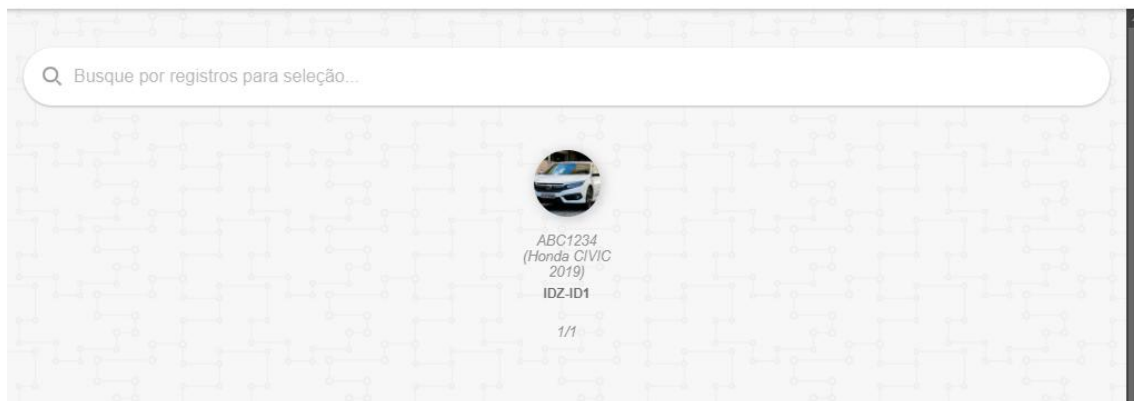 Busque por registros para seleção...
ABC1234
(Honda CIVIC
2019)
IDZ-ID1
1/1